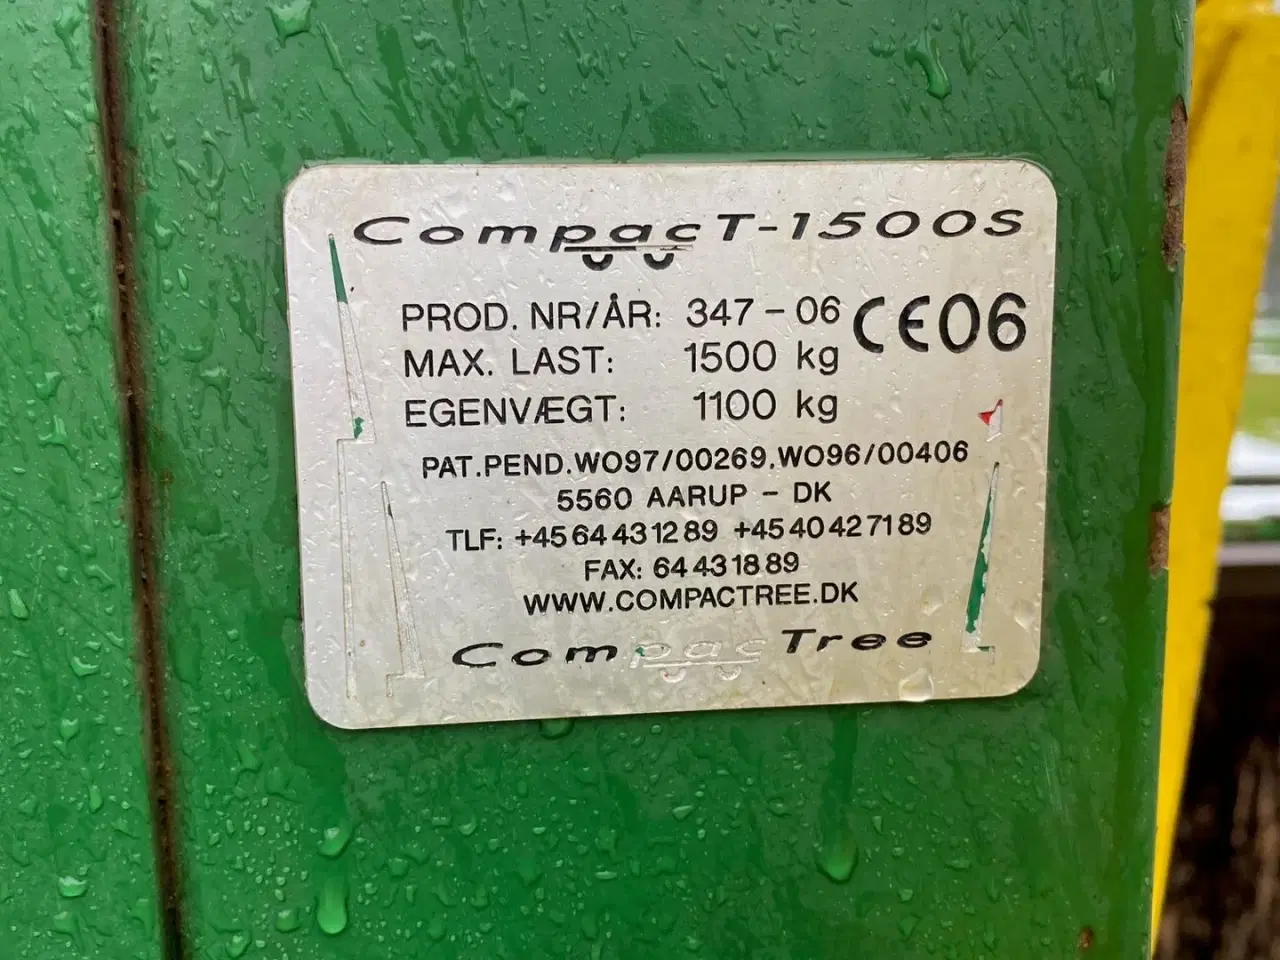 CompacT-1500S
PROD. NR/ÅR: 347-06 CE06
MAX. LAST: 1500 kg
EGENVÆGT: 1100 kg
PAT.PEND.WO97/00269.WO96/00406
5560 AARUP - DK
TLF: +45 64 43 12 89 +45 40 42 71 89
FAX: 64 43 18 89
WWW.COMPACTREE.DK
CompacTree